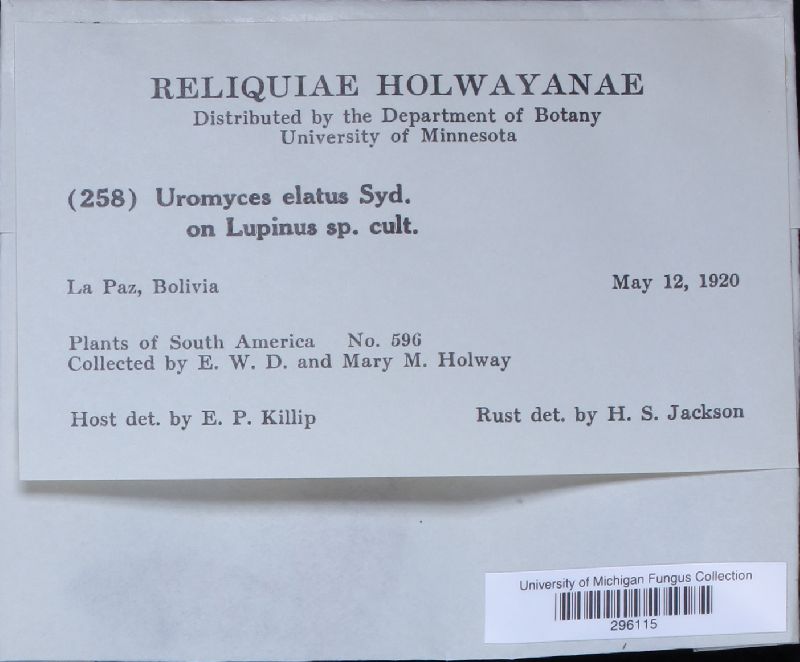 RELIQUIAE HOLWAYANAE
Distributed by the Department of Botany
University of Minnesota
(258) Uromyces elatus Syd.
on Lupinus sp. cult.
La Paz, Bolivia May 12, 1920
Plants of South America No. 596
Collected by E. W. D. and Mary M. Holway
Host det. by E. P. Killip Rust det. by H. S. Jackson
University of Michigan Fungus Collection
296115